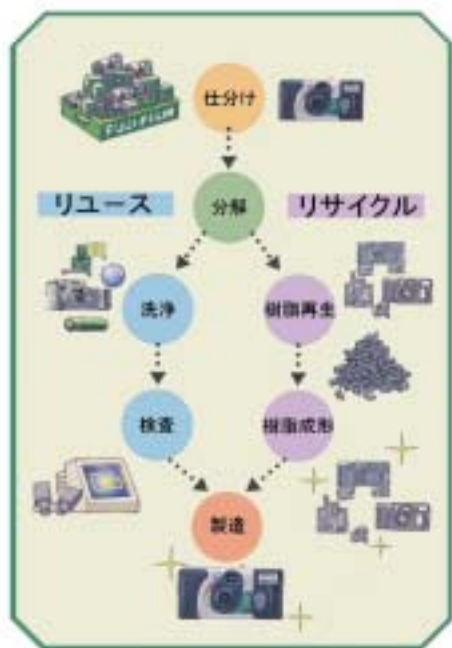 FUJIFILM
仕分け
分解
リユース
リサイクル
洗浄
樹脂再生
検査
樹脂成形
製造